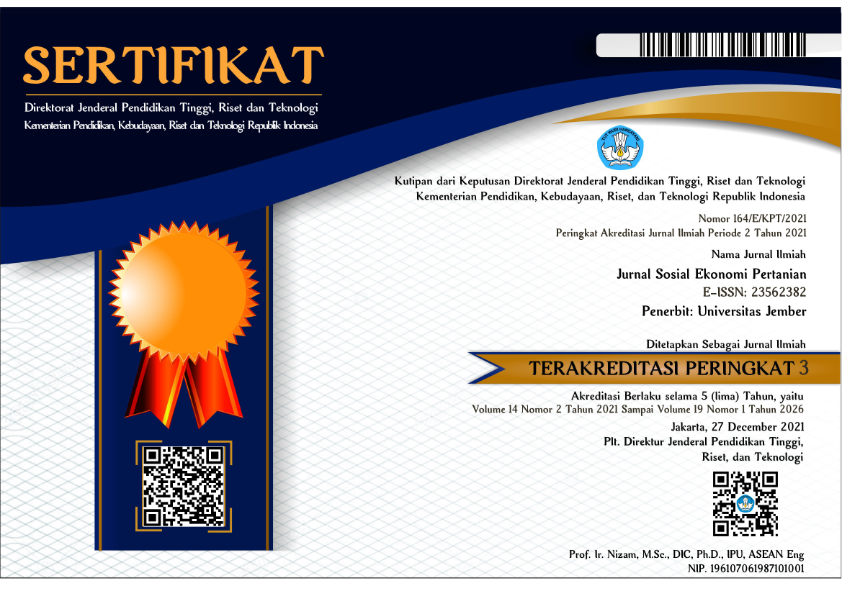 SERTIFIKAT
Direktorat Jenderal Pendidikan Tinggi, Riset dan Teknologi
Kementerian Pendidikan, Kebudayaan, Riset dan Teknologi Republik Indonesia
Kutipan dari Keputusan Direktorat Jenderal Pendidikan Tinggi, Riset dan Teknologi
Kementerian Pendidikan, Kebudayaan, Riset, dan Teknologi Republik Indonesia
Nomor 164/E/KPT/2021
Peringkat Akreditasi Jurnal Ilmiah Periode 2 Tahun 2021
Nama Jurnal Ilmiah
Jurnal Sosial Ekonomi Pertanian
E-ISSN: 23562382
Penerbit: Universitas Jember
Ditetapkan Sebagai Jurnal Ilmiah
TERAKREDITASI PERINGKAT 3
Akreditasi Berlaku selama 5 (lima) Tahun, yaitu
Volume 14 Nomor 2 Tahun 2021 Sampai Volume 19 Nomor 1 Tahun 2026
Jakarta, 27 December 2021
Plt. Direktur Jenderal Pendidikan Tinggi,
Riset, dan Teknologi
Prof. Ir. Nizam, M.Sc., DIC, Ph.D., IPU, ASEAN Eng
NIP. 196107061987101001